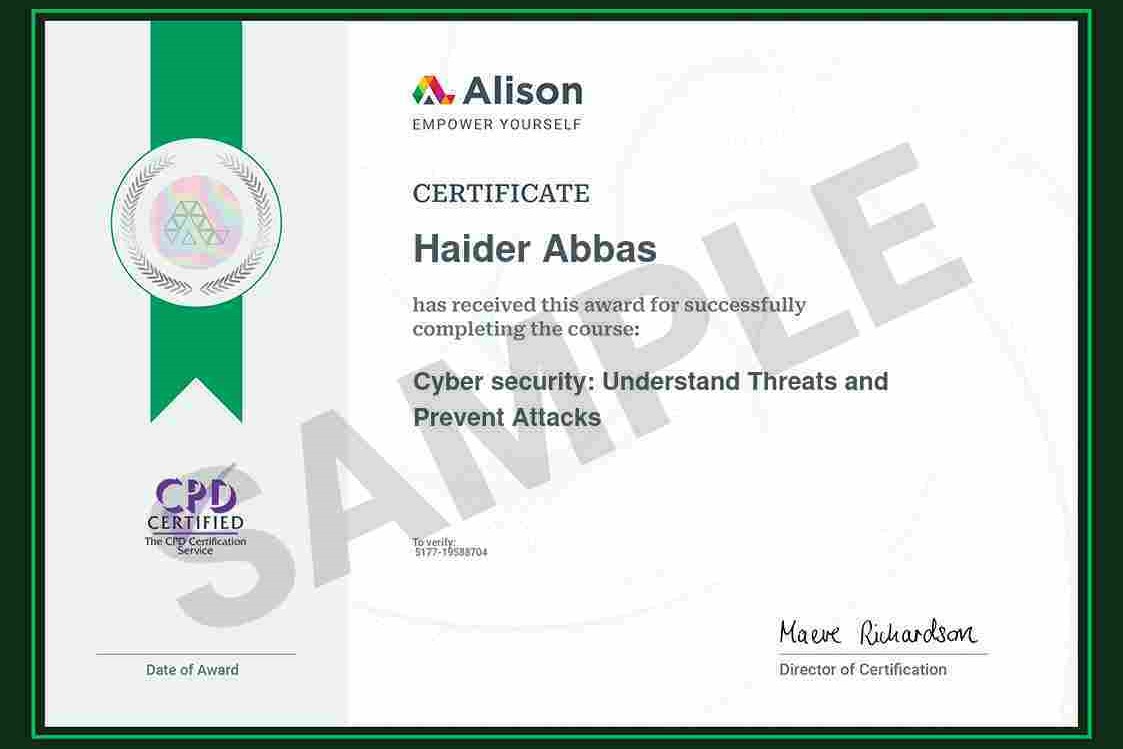 Alison
EMPOWER YOURSELF
CERTIFICATE
Haider Abbas
has received this award for successfully
completing the course:
Cyber security: Understand Threats and
Prevent Attacks
SAMPLE
CPD
CERTIFIED
The CPD Certification
Service
To verify:
5177-19588704
Maeve Richardson
Date of Award
Director of Certification